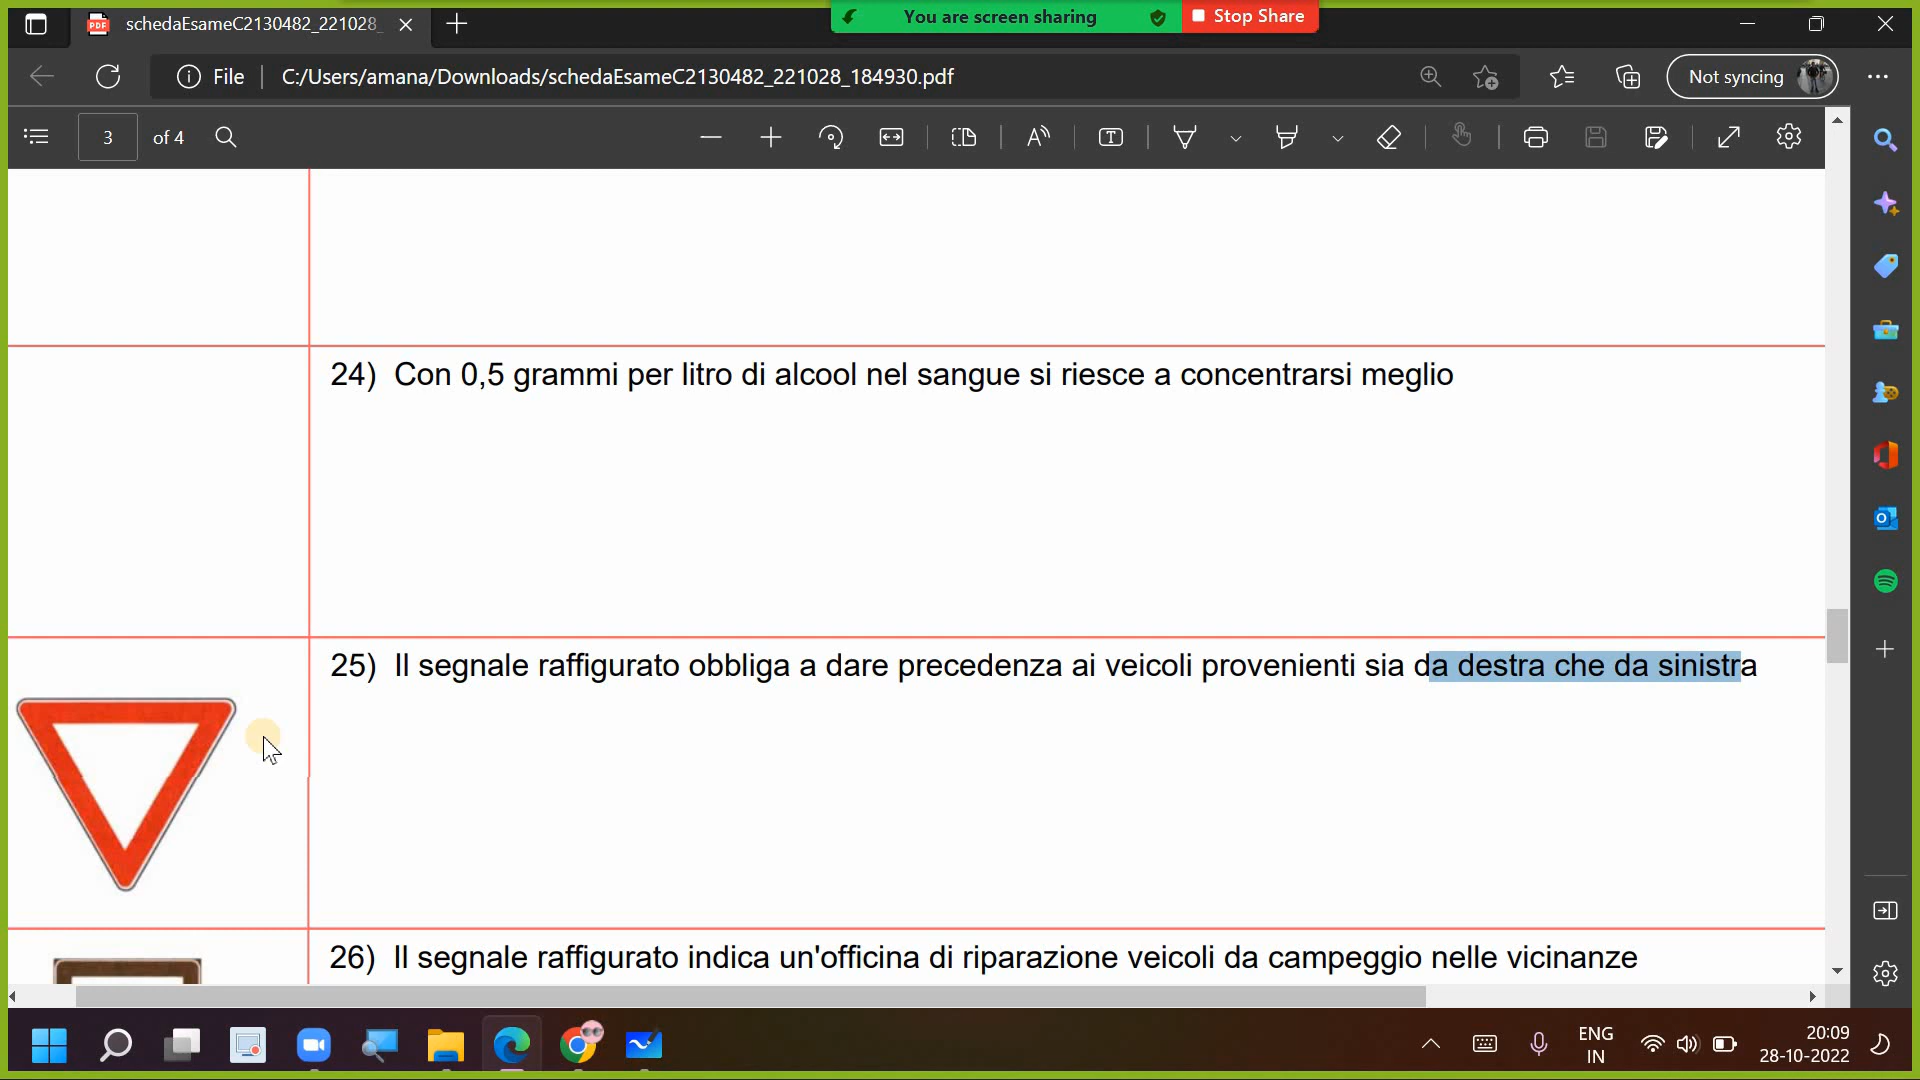 schedaEsameC2130482_221028_
You are screen sharing
Stop Share
File
C:/Users/amana/Downloads/schedaEsameC2130482_221028_184930.pdf
Not syncing
3 of 4
24) Con 0,5 grammi per litro di alcool nel sangue si riesce a concentrarsi meglio
25) Il segnale raffigurato obbliga a dare precedenza ai veicoli provenienti sia da destra che da sinistra
26) Il segnale raffigurato indica un'officina di riparazione veicoli da campeggio nelle vicinanze
ENG
IN
20:09
28-10-2022